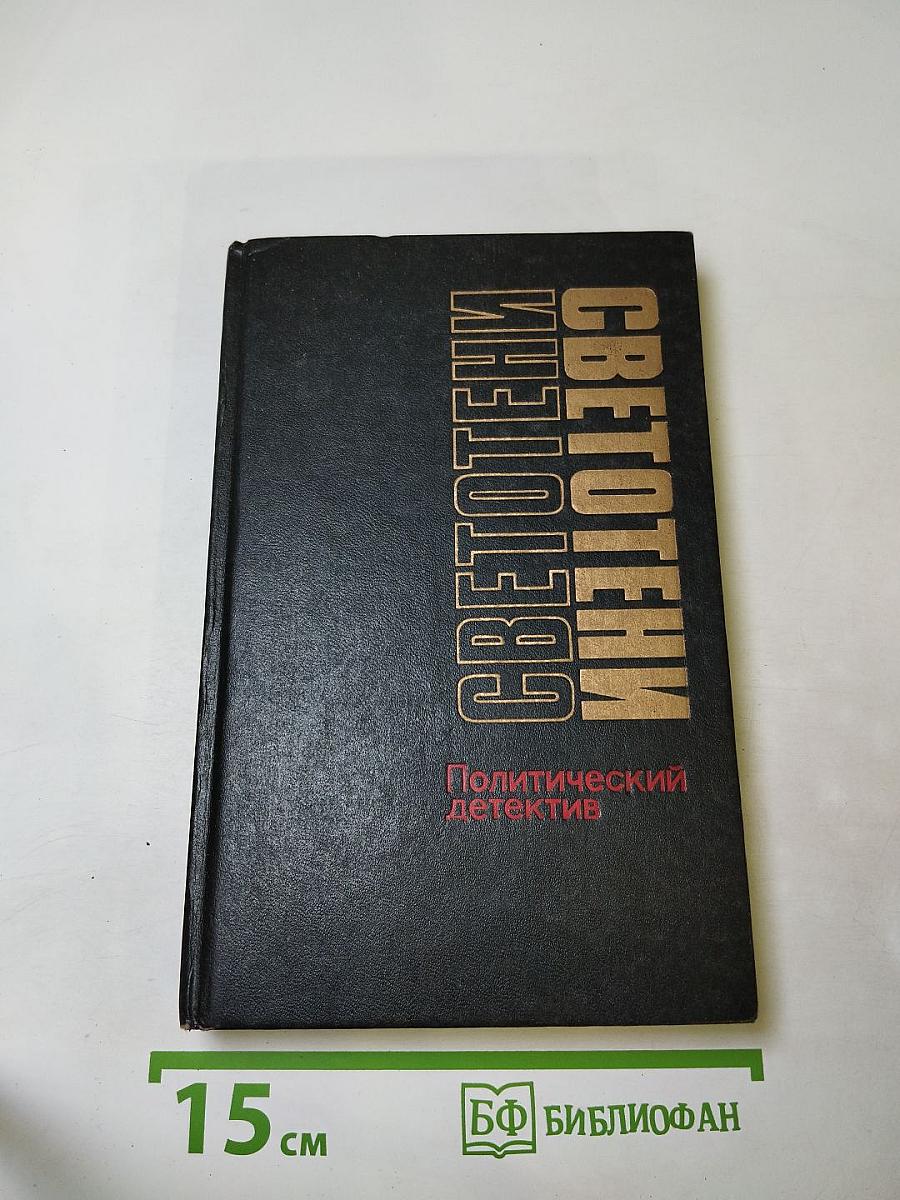 СВЕТОТЕНИ
СВЕТОТЕНИ
Политический
детектив
15 см
БФ БИБЛИОФАН